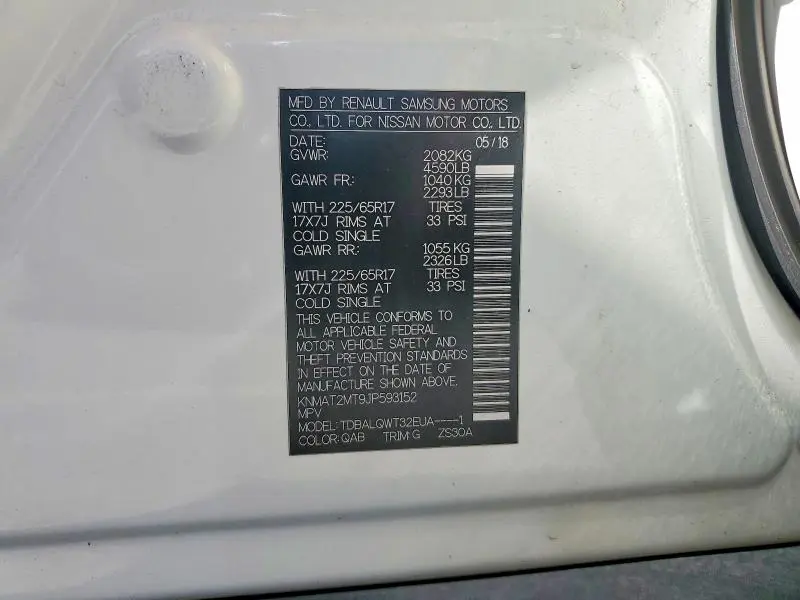 MFD BY RENAULT SAMSUNG MOTORS
CO., LTD. FOR NISSAN MOTOR CO., LTD.
DATE: 05/18
GVWR: 2082KG
4590LB
GAWR FR: 1040KG
2293LB
WITH 225/65R17 TIRES
17X7J RIMS AT 33 PSI
COLD SINGLE
GAWR RR: 1055KG
2326LB
WITH 225/65R17 TIRES
17X7J RIMS AT 33 PSI
COLD SINGLE
THIS VEHICLE CONFORMS TO
ALL APPLICABLE FEDERAL
MOTOR VEHICLE SAFETY AND
THEFT PREVENTION STANDARDS
IN EFFECT ON THE DATE OF
MANUFACTURE SHOWN ABOVE.
KNMAT2MT9JP593152
MPV
MODEL: TDBALQWT32EUA----1
COLOR: QAB TRIM: G ZS30A